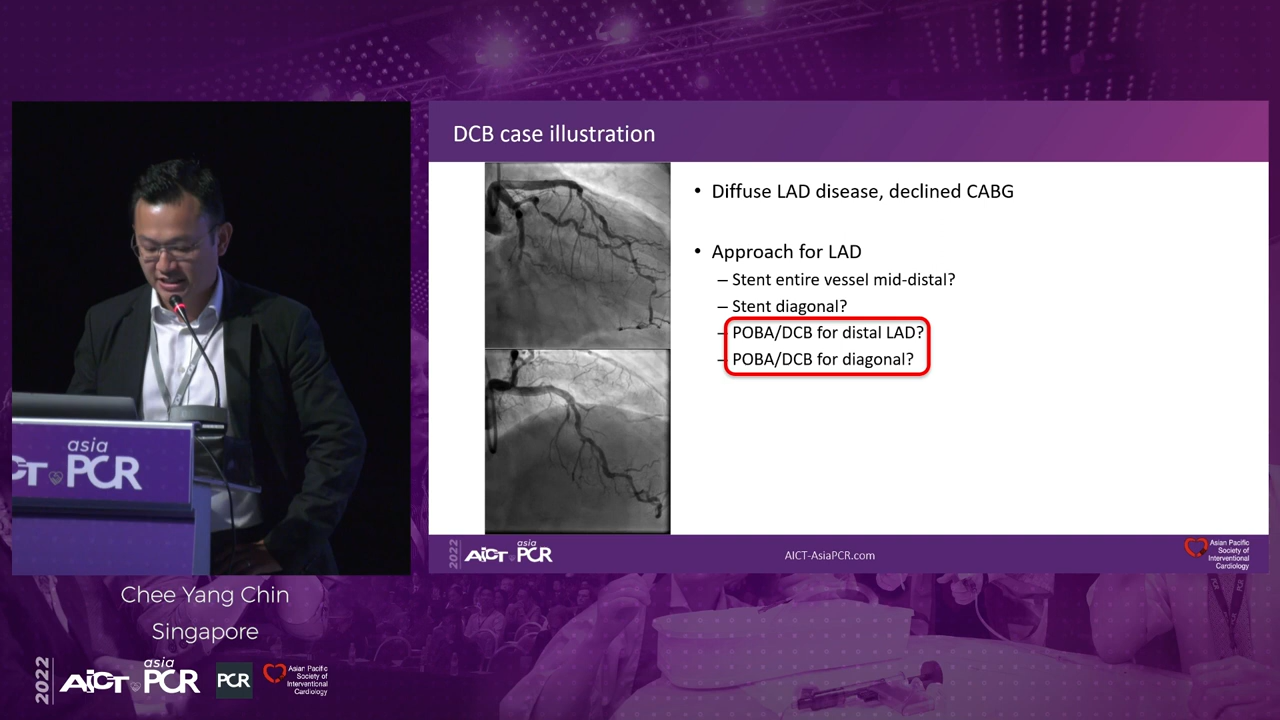 DCB case illustration
• Diffuse LAD disease, declined CABG
• Approach for LAD
– Stent entire vessel mid-distal?
– Stent diagonal?
– POBA/DCB for distal LAD?
– POBA/DCB for diagonal?
asia
CT PCR
2022 AICT asia PCR
AICT-AsiaPCR.com
Asian Pacific
Society of
Interventional
Cardiology
Chee Yang Chin
Singapore
2022 AICT asia PCR
PCR
Asian Pacific
Society of
Interventional
Cardiology